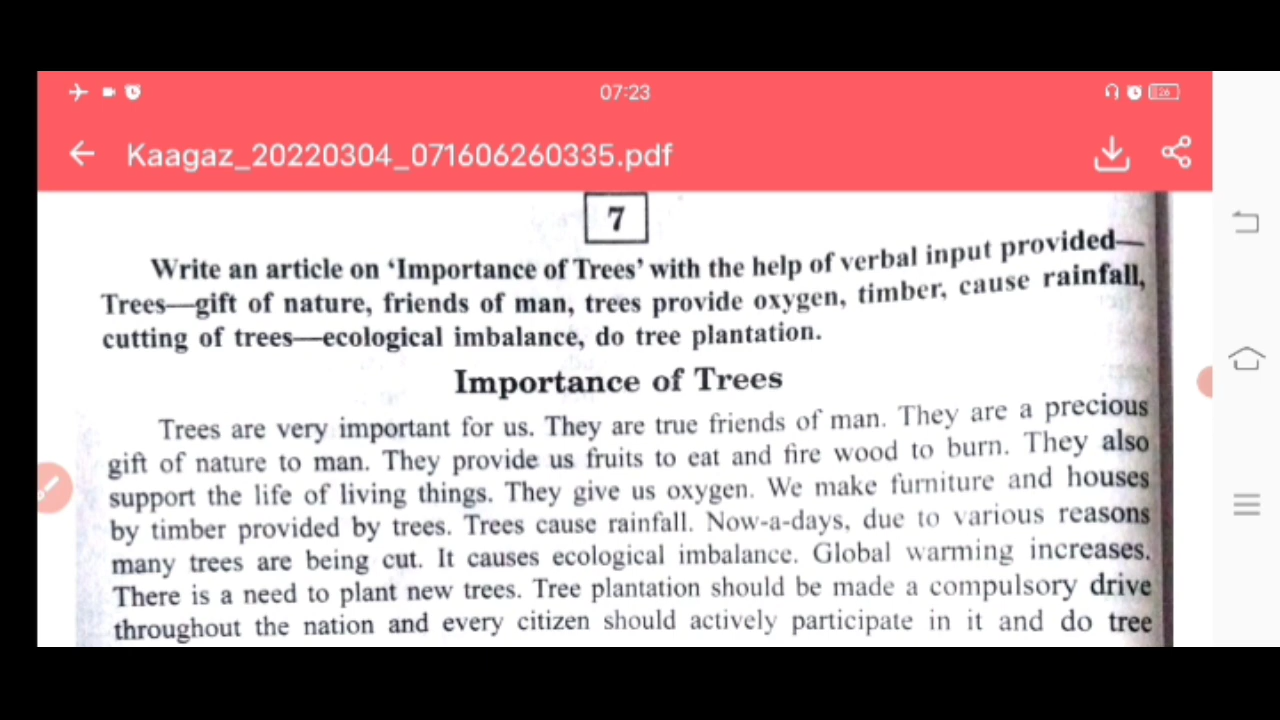 07:23
26
Kaagaz_20220304_071606260335.pdf
7
Write an article on ‘Importance of Trees’ with the help of verbal input provided—
Trees—gift of nature, friends of man, trees provide oxygen, timber, cause rainfall,
cutting of trees—ecological imbalance, do tree plantation.
Importance of Trees
Trees are very important for us. They are true friends of man. They are a precious
gift of nature to man. They provide us fruits to eat and fire wood to burn. They also
support the life of living things. They give us oxygen. We make furniture and houses
by timber provided by trees. Trees cause rainfall. Now-a-days, due to various reasons
many trees are being cut. It causes ecological imbalance. Global warming increases.
There is a need to plant new trees. Tree plantation should be made a compulsory drive
throughout the nation and every citizen should actively participate in it and do tree